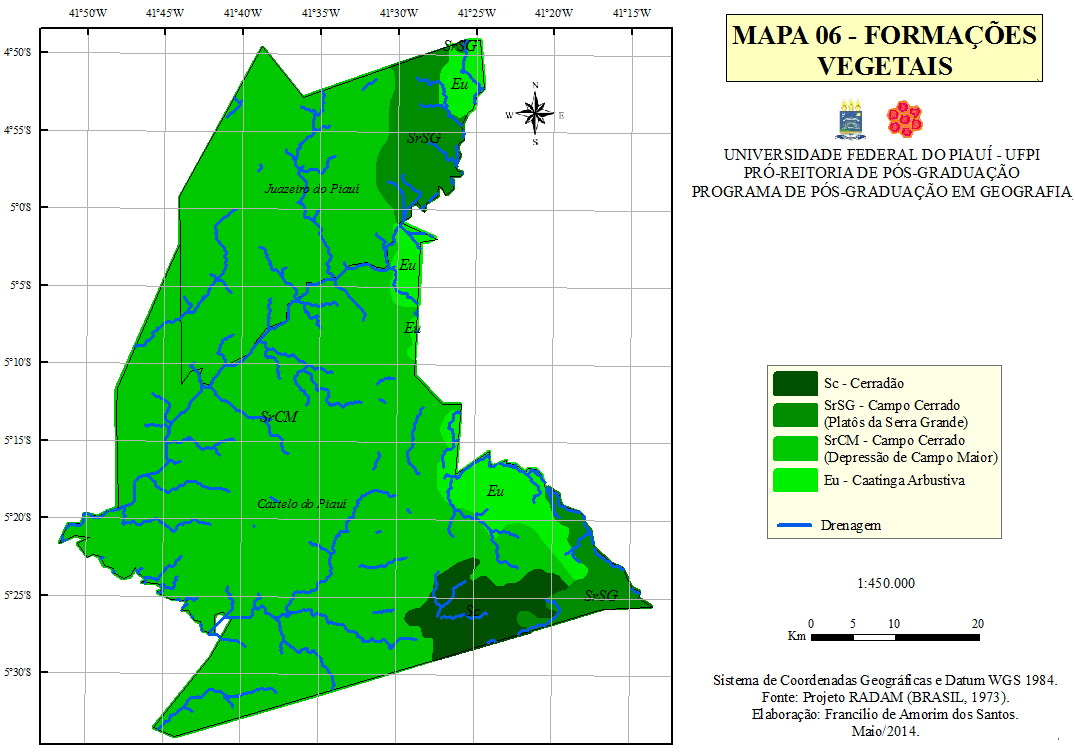 41°50'S 41°45'S 41°40'S 41°35'S 41°30'S 41°25'S 41°20'S 41°15'S
4°50'S
4°55'S
5°0'S
5°5'S
5°10'S
5°15'S
5°20'S
5°25'S
5°30'S
SrSG
Eu
SrSG
Juazeiro do Piauí
Eu
Eu
SrCM
Eu
Castelo do Piauí
SrSG
Sc
N
W E
S
MAPA 06 - FORMAÇÕES
VEGETAIS
UNIVERSIDADE FEDERAL DO PIAUÍ - UFPI
PRÓ-REITORIA DE PÓS-GRADUAÇÃO
PROGRAMA DE PÓS-GRADUAÇÃO EM GEOGRAFIA
Sc - Cerradão
SrSG - Campo Cerrado
(Platôs da Serra Grande)
SrCM - Campo Cerrado
(Depressão de Campo Maior)
Eu - Caatinga Arbustiva
Drenagem
1:450.000
Km 0 5 10 20
Sistema de Coordenadas Geográficas e Datum WGS 1984.
Fonte: Projeto RADAM (BRASIL, 1973).
Elaboração: Francilio de Amorim dos Santos.
Maio/2014.